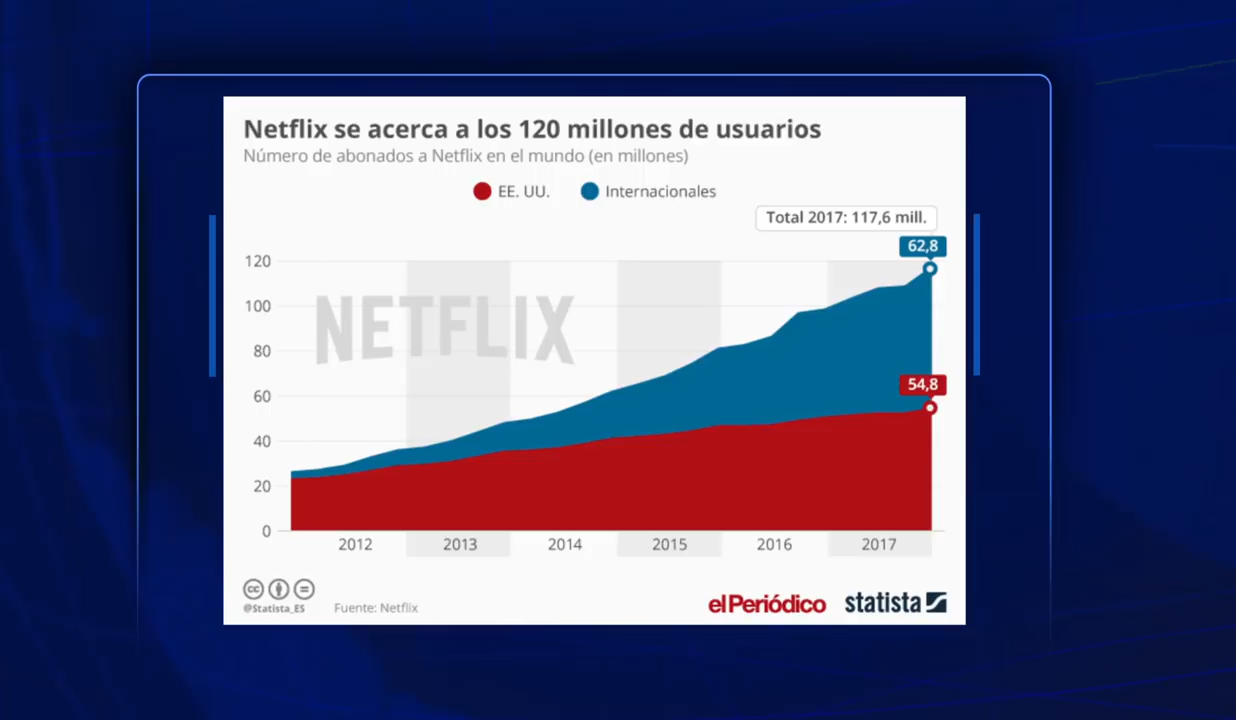 Netflix se acerca a los 120 millones de usuarios
Número de abonados a Netflix en el mundo (en millones)
EE. UU.
Internacionales
Total 2017: 117,6 mill.
62,8
120
100
NETFLIX
80
54,8
60
40
20
0
2012
2013
2014
2015
2016
2017
cc
@Statista_ES
Fuente: Netflix
elPeriódico
statista